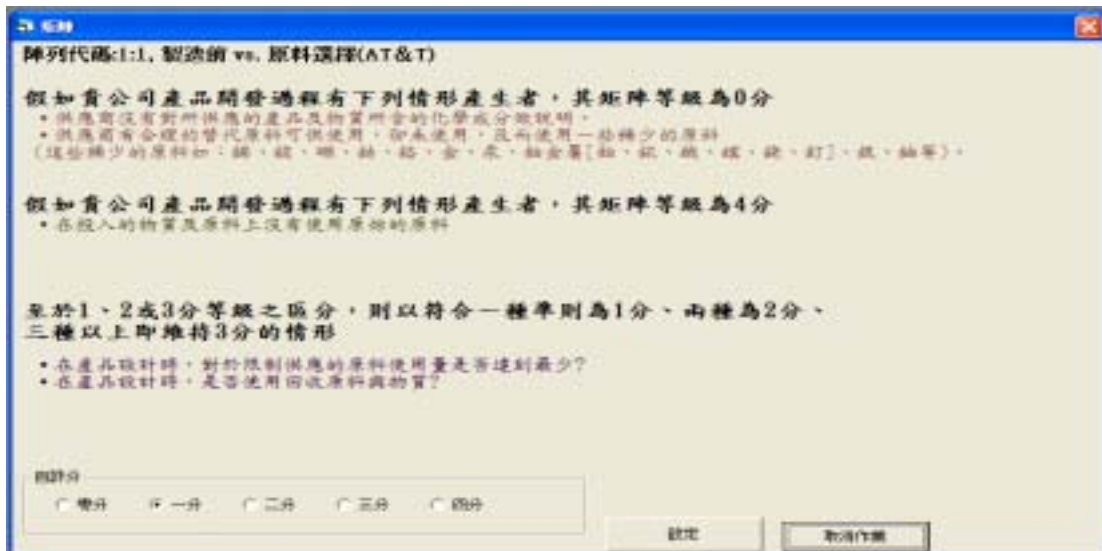 矩陣
陣列代碼:1:1, 製造前 vs. 原料選擇(AT&T)
假如貴公司產品開發過程有下列情形產生者，其矩陣等級為0分
• 供應商沒有對所供應的產品及物質所含的化學成分做說明。
• 供應商有合理的替代原料可供使用，卻未使用，反而使用一些稀少的原料
(這些稀少的原料如：
假如貴公司產品開發過程有下列情形產生者，其矩陣等級為4分
• 在投入的物質及原料上沒有使用原始的原料
至於1、2或3分等級之區分，則以符合一種準則為1分、兩種為2分、
三種以上即維持3分的情形
• 在產品設計時，對於限制供應的原料使用量是否達到最少?
• 在產品設計時，是否使用回收原料與物質?
零分 一分 二分 三分 四分
設定 取消作業